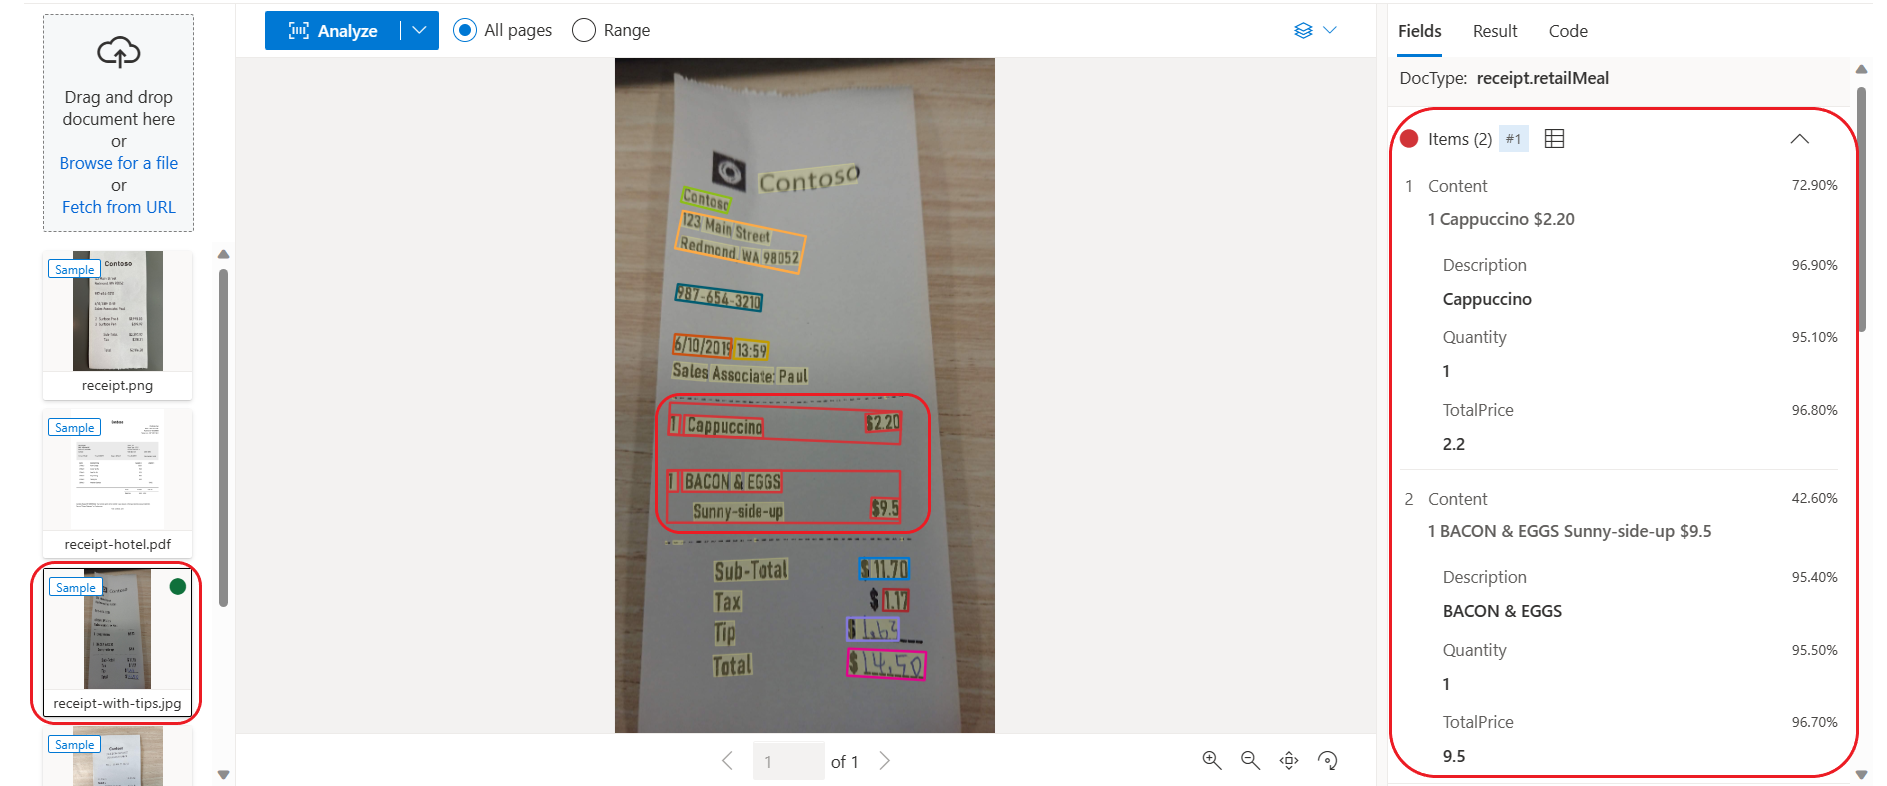 Drag and drop
document here
or
Browse for a file
or
Fetch from URL
Sample
Contoso
receipt.png
Sample
receipt-hotel.pdf
Sample
Contoso
receipt-with-tips.jpg
Sample
Analyze
All pages
Range
Contoso
Contoso
123 Main Street
Redmond, WA 98052
987-654-3210
6/10/2019 13:59
Sales Associate: Paul
1 Cappuccino $2.20
1 BACON & EGGS
Sunny-side-up $9.5
Sub-Total $ 11.70
Tax $ 1.17
Tip $ 1.63
Total $ 14.50
1 of 1
Fields Result Code
DocType: receipt.retailMeal
Items (2) #1
1 Content 72.90%
1 Cappuccino $2.20
Description 96.90%
Cappuccino
Quantity 95.10%
1
TotalPrice 96.80%
2.2
2 Content 42.60%
1 BACON & EGGS Sunny-side-up $9.5
Description 95.40%
BACON & EGGS
Quantity 95.50%
1
TotalPrice 96.70%
9.5